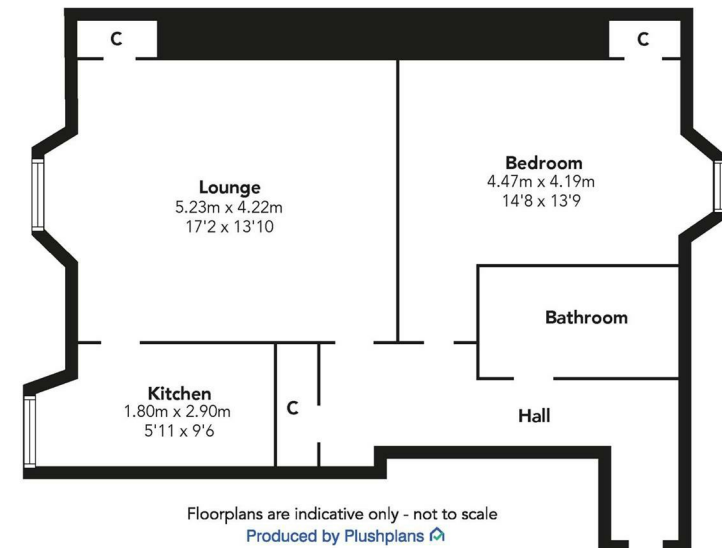 C
C
Lounge
5.23m x 4.22m
17'2 x 13'10
Bedroom
4.47m x 4.19m
14'8 x 13'9
Bathroom
Kitchen
1.80m x 2.90m
5'11 x 9'6
C
Hall
Floorplans are indicative only - not to scale
Produced by Plushplans